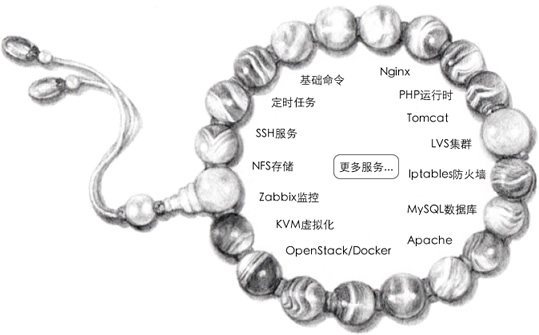 基础命令
Nginx
定时任务
PHP运行时
Tomcat
SSH服务
LVS集群
NFS存储
更多服务...
Iptables防火墙
Zabbix监控
MySQL数据库
KVM虚拟化
Apache
OpenStack/Docker